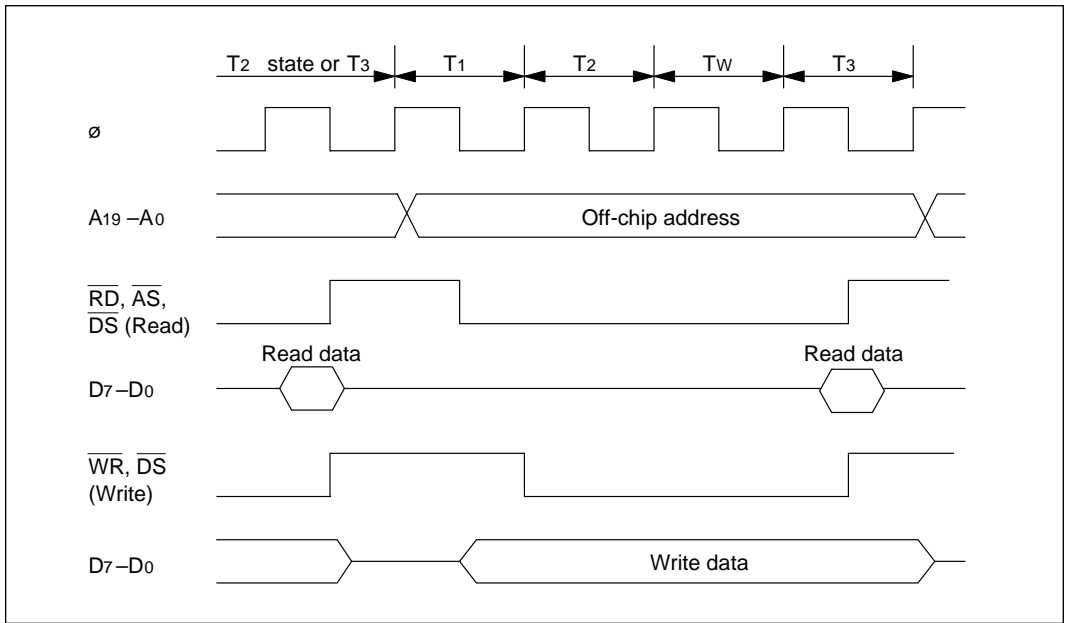 T2 state or T3 T1 T2 TW T3
ø
A19 –A0 Off-chip address
RD, AS,
DS (Read)
Read data Read data
D7–D0
WR, DS
(Write)
D7–D0 Write data